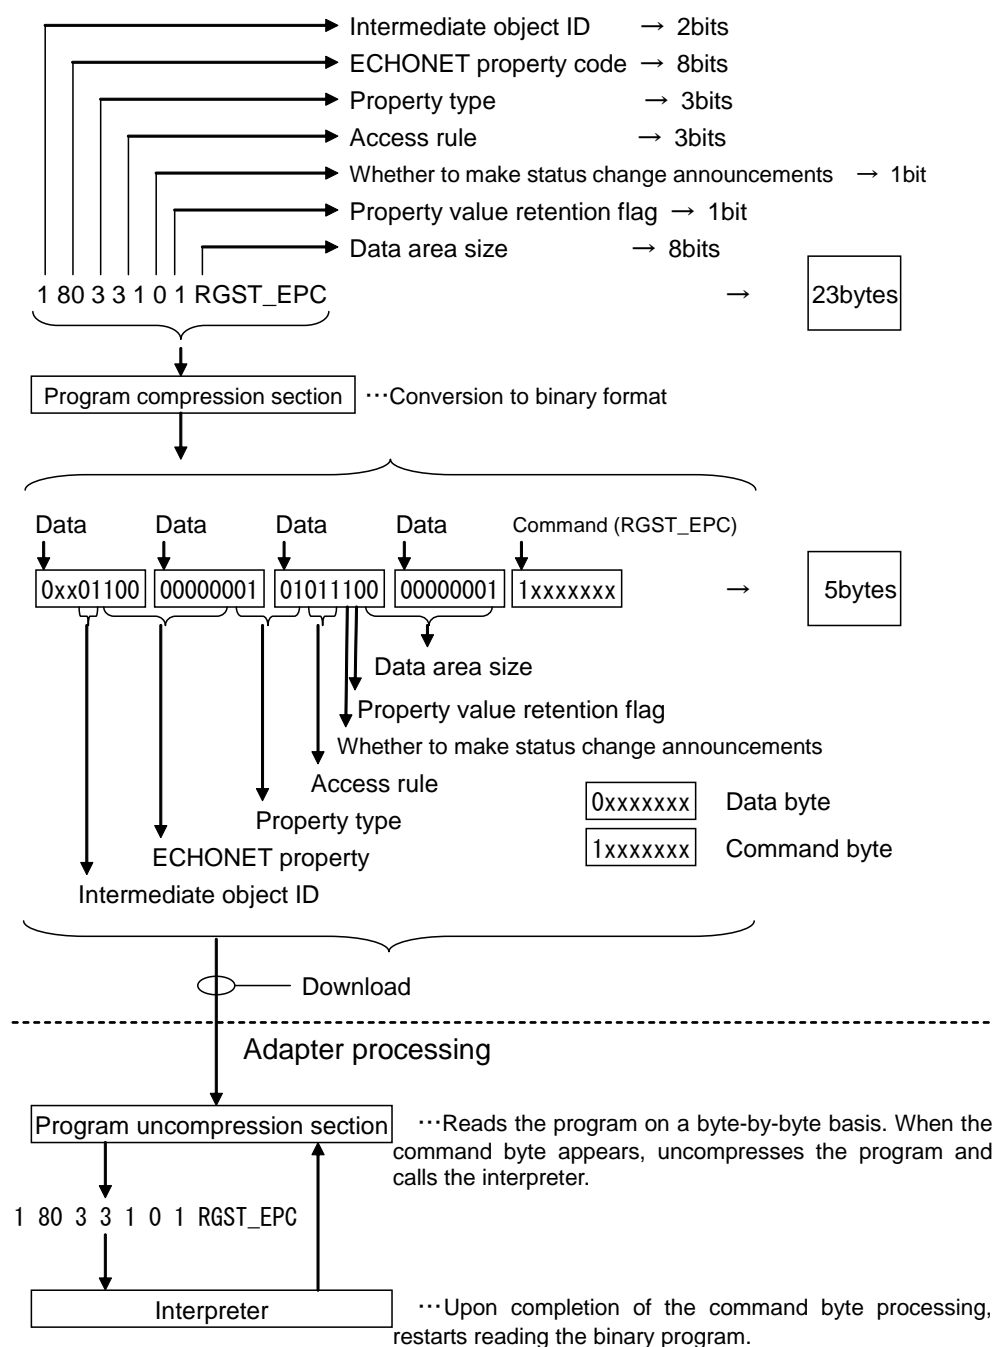 Intermediate object ID → 2bits
ECHONET property code → 8bits
Property type → 3bits
Access rule → 3bits
Whether to make status change announcements → 1bit
Property value retention flag → 1bit
Data area size → 8bits
1 80 3 3 1 0 1 RGST_EPC → 23bytes
Program compression section …Conversion to binary format
Data Data Data Data Command (RGST_EPC)
0xx01100 00000001 01011100 00000001 1xxxxxxx → 5bytes
Data area size
Property value retention flag
Whether to make status change announcements
Access rule
0xxxxxxx Data byte
Property type
1xxxxxxx Command byte
ECHONET property
Intermediate object ID
Download
Adapter processing
Program uncompression section …Reads the program on a byte-by-byte basis. When the
command byte appears, uncompresses the program and
calls the interpreter.
1 80 3 3 1 0 1 RGST_EPC
Interpreter …Upon completion of the command byte processing,
restarts reading the binary program.